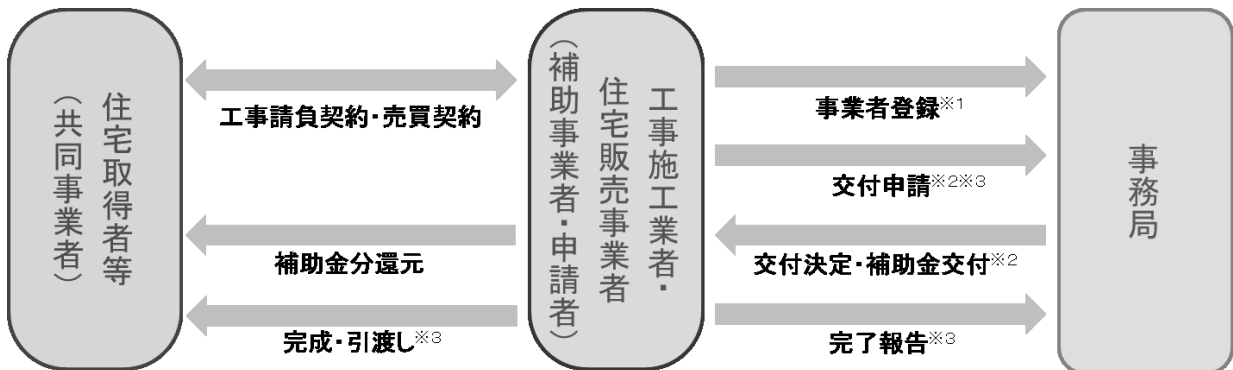 住宅取得者等
（共同事業者）
工事請負契約・売買契約
補助金分還元
完成・引渡し※3
工事施工業者・
住宅販売事業者
（補助事業者・申請者）
事業者登録※1
交付申請※2※3
交付決定・補助金交付※2
完了報告※3
事務局